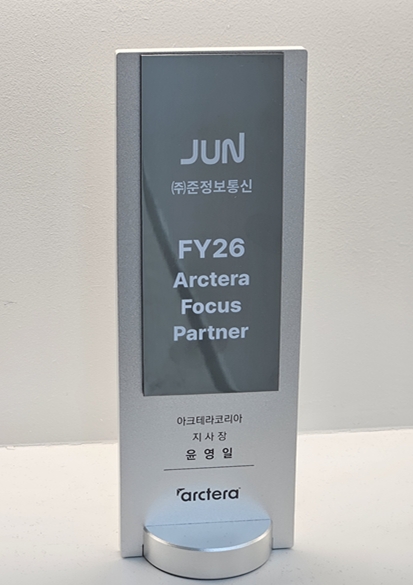 JUN
㈜준정보통신
FY26
Arctera
Focus
Partner
아크테라코리아
지사장
윤영일
arctera